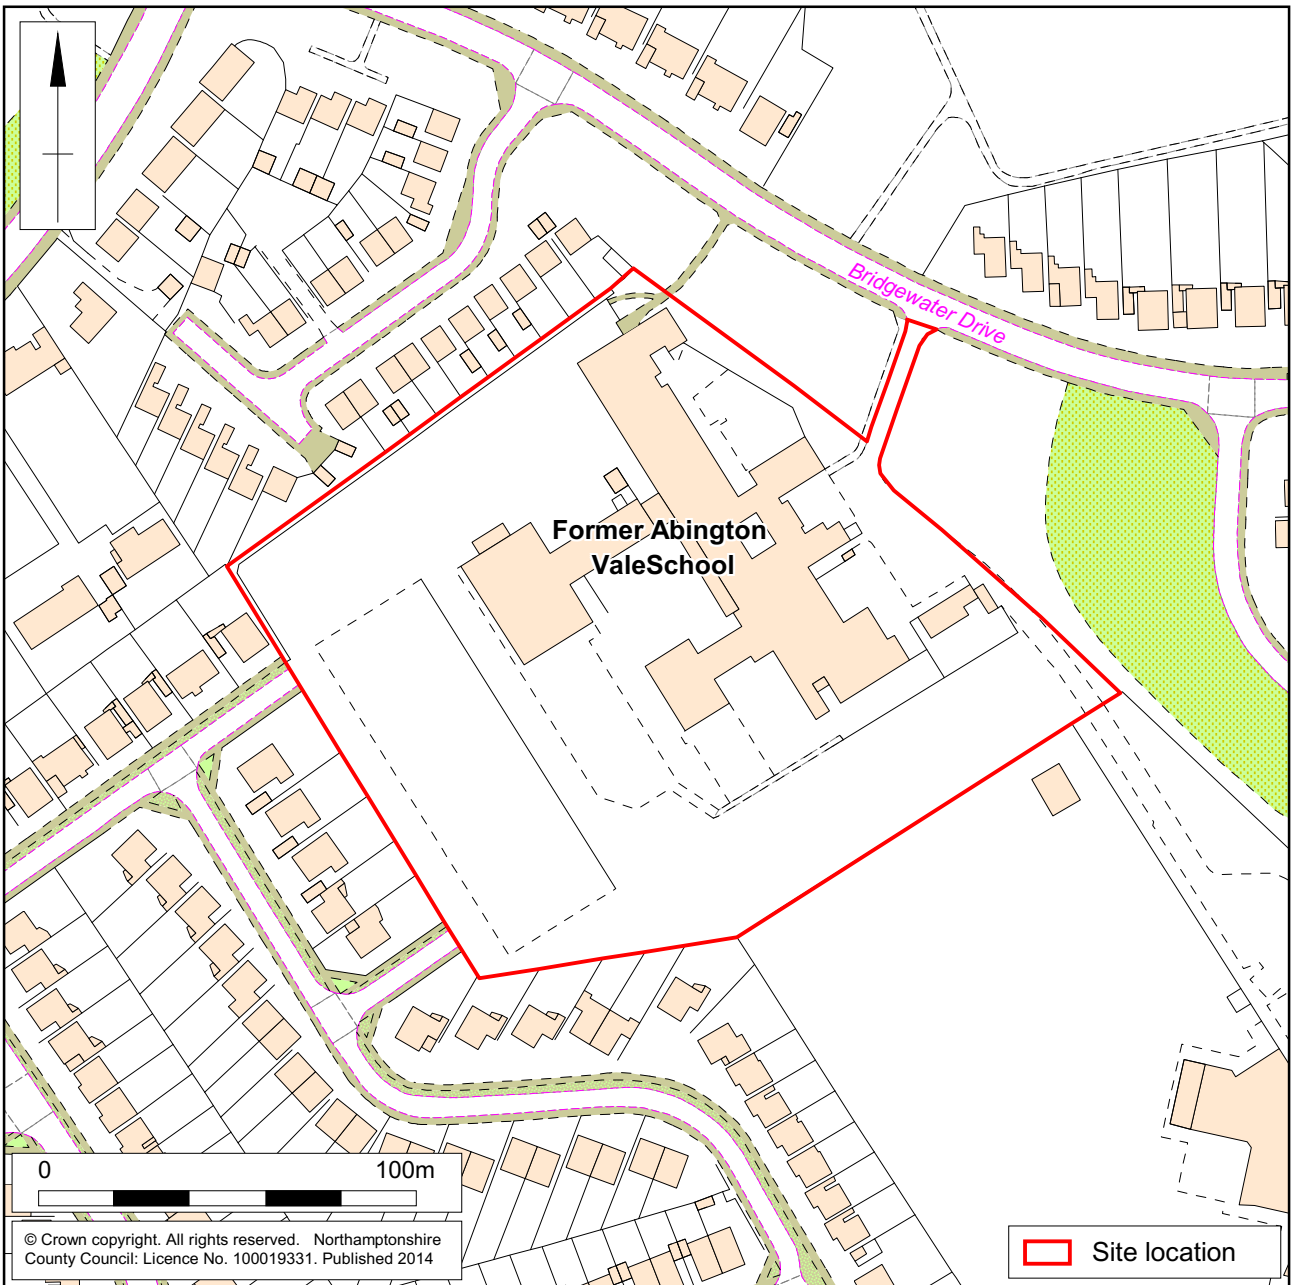 Bridgewater Drive
Former Abington
ValeSchool
0 100m
© Crown copyright. All rights reserved. Northamptonshire
County Council: Licence No. 100019331. Published 2014
Site location